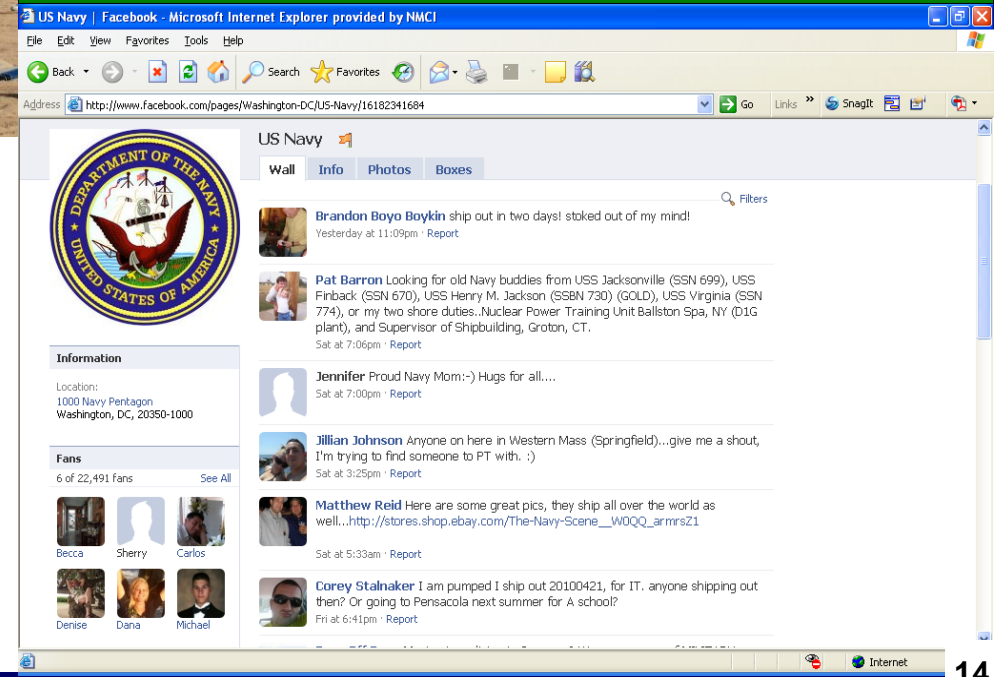 US Navy | Facebook - Microsoft Internet Explorer provided by NMCI
File Edit View Favorites Tools Help
Back Search Favorites
Address http://www.facebook.com/pages/Washington-DC/US-Navy/16182341684 Go Links » SnagIt
DEPARTMENT OF THE NAVY
UNITED STATES OF AMERICA
US Navy
Wall Info Photos Boxes
Filters
Brandon Boyo Boykin ship out in two days! stoked out of my mind!
Yesterday at 11:09pm · Report
Pat Barron Looking for old Navy buddies from USS Jacksonville (SSN 699), USS
Finback (SSN 670), USS Henry M. Jackson (SSBN 730) (GOLD), USS Virginia (SSN
774), or my two shore duties..Nuclear Power Training Unit Ballston Spa, NY (D1G
plant), and Supervisor of Shipbuilding, Groton, CT.
Sat at 7:06pm · Report
Jennifer Proud Navy Mom:-) Hugs for all....
Sat at 7:00pm · Report
Jillian Johnson Anyone on here in Western Mass (Springfield)...give me a shout,
I'm trying to find someone to PT with. :)
Sat at 3:25pm · Report
Matthew Reid Here are some great pics, they ship all over the world as
well...http://stores.shop.ebay.com/The-Navy-Scene__W0QQ_armrsZ1
Sat at 5:33am · Report
Corey Stalnaker I am pumped I ship out 20100421, for IT. anyone shipping out
then? Or going to Pensacola next summer for A school?
Fri at 6:41pm · Report
Information
Location:
1000 Navy Pentagon
Washington, DC, 20350-1000
Fans
6 of 22,491 fans See All
Becca Sherry Carlos
Denise Dana Michael
Internet
14